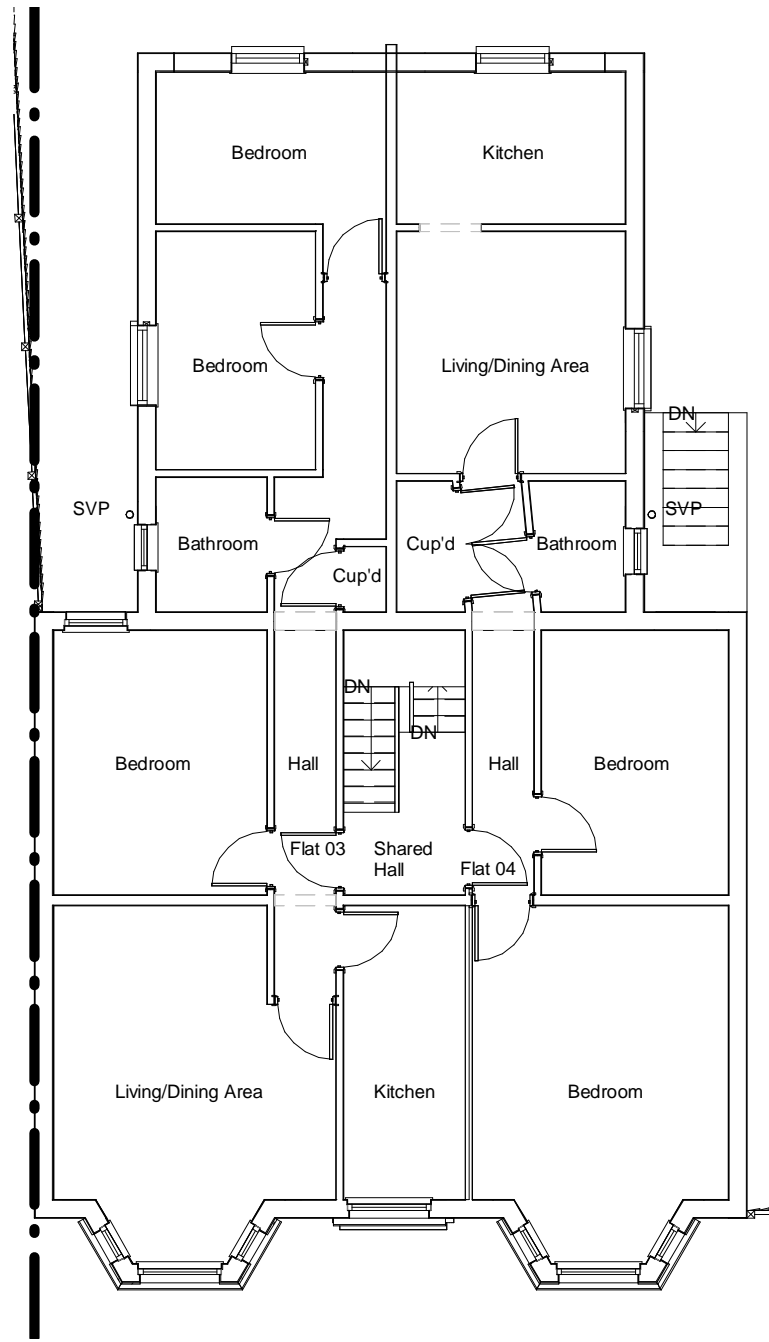 Bedroom
Kitchen
Bedroom
Living/Dining Area
DN
SVP
SVP
Bathroom
Cup'd
Bathroom
Cup'd
DN
DN
Bedroom
Hall
Hall
Bedroom
Flat 03
Shared
Hall
Flat 04
Living/Dining Area
Kitchen
Bedroom